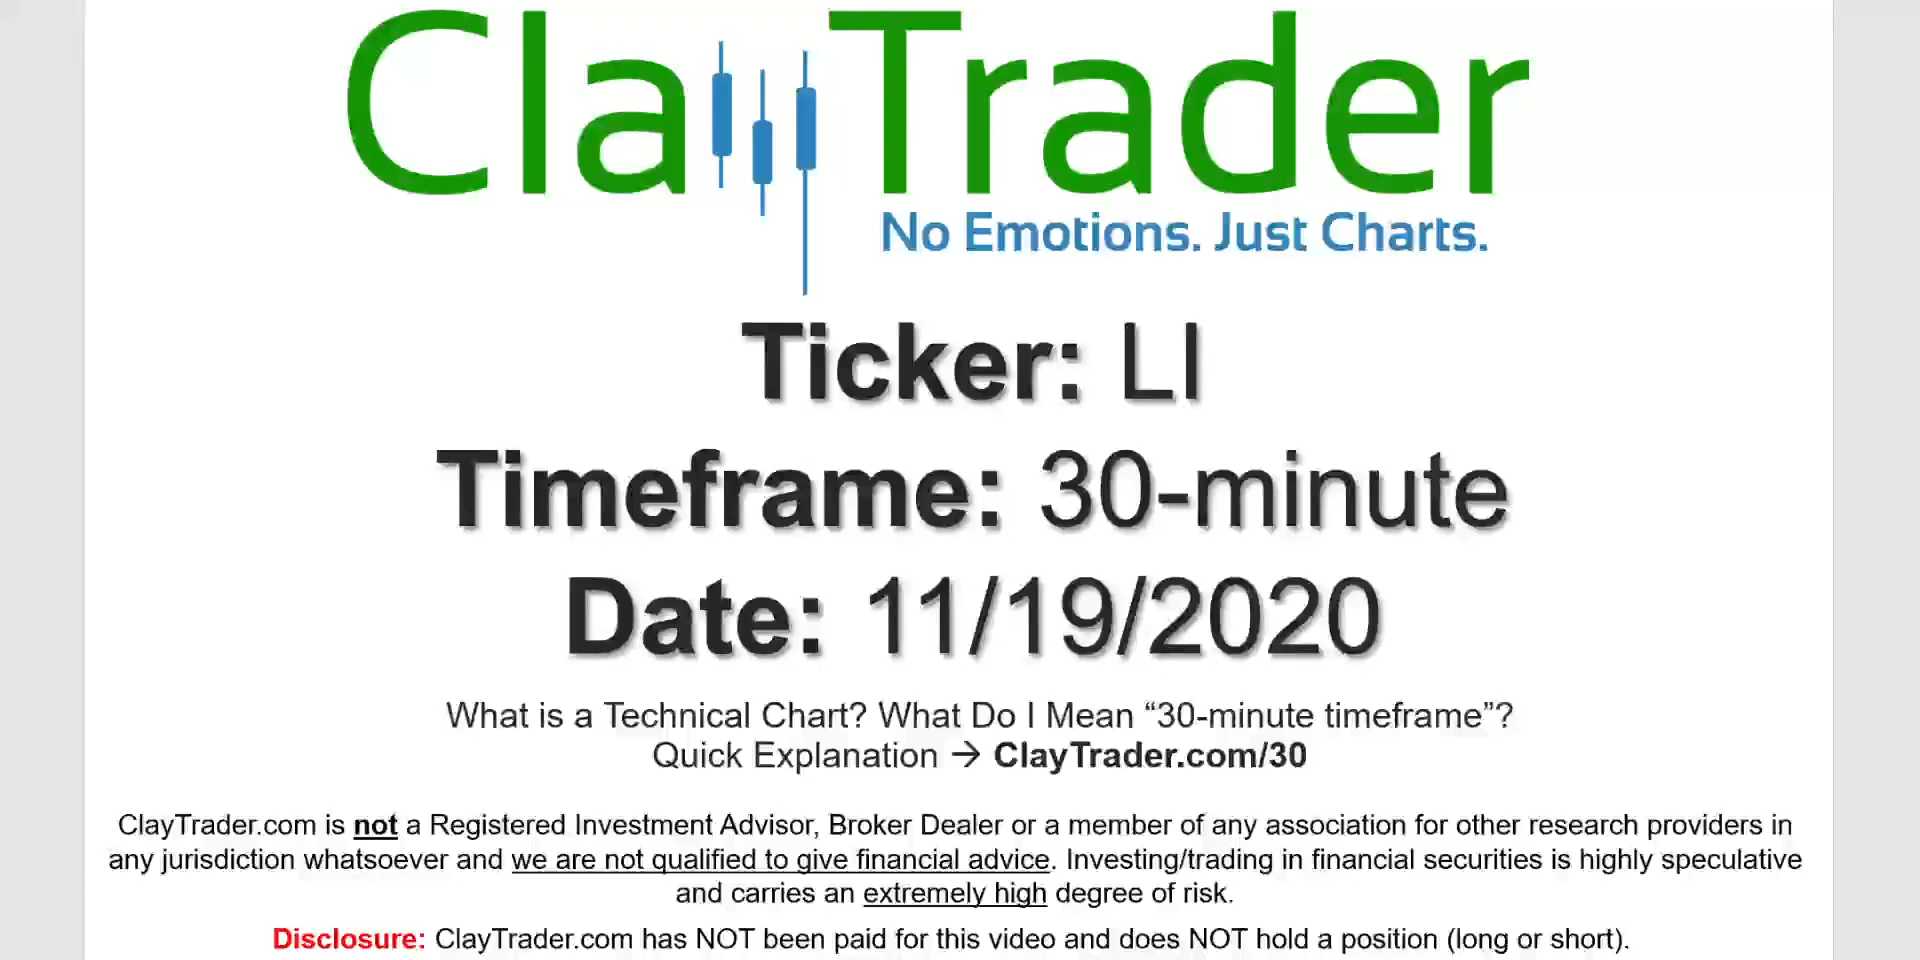 ClayTrader
No Emotions. Just Charts.
Ticker: LI
Timeframe: 30-minute
Date: 11/19/2020
What is a Technical Chart? What Do I Mean “30-minute timeframe”?
Quick Explanation → ClayTrader.com/30
ClayTrader.com is not a Registered Investment Advisor, Broker Dealer or a member of any association for other research providers in
any jurisdiction whatsoever and we are not qualified to give financial advice. Investing/trading in financial securities is highly speculative
and carries an extremely high degree of risk.
Disclosure: ClayTrader.com has NOT been paid for this video and does NOT hold a position (long or short).